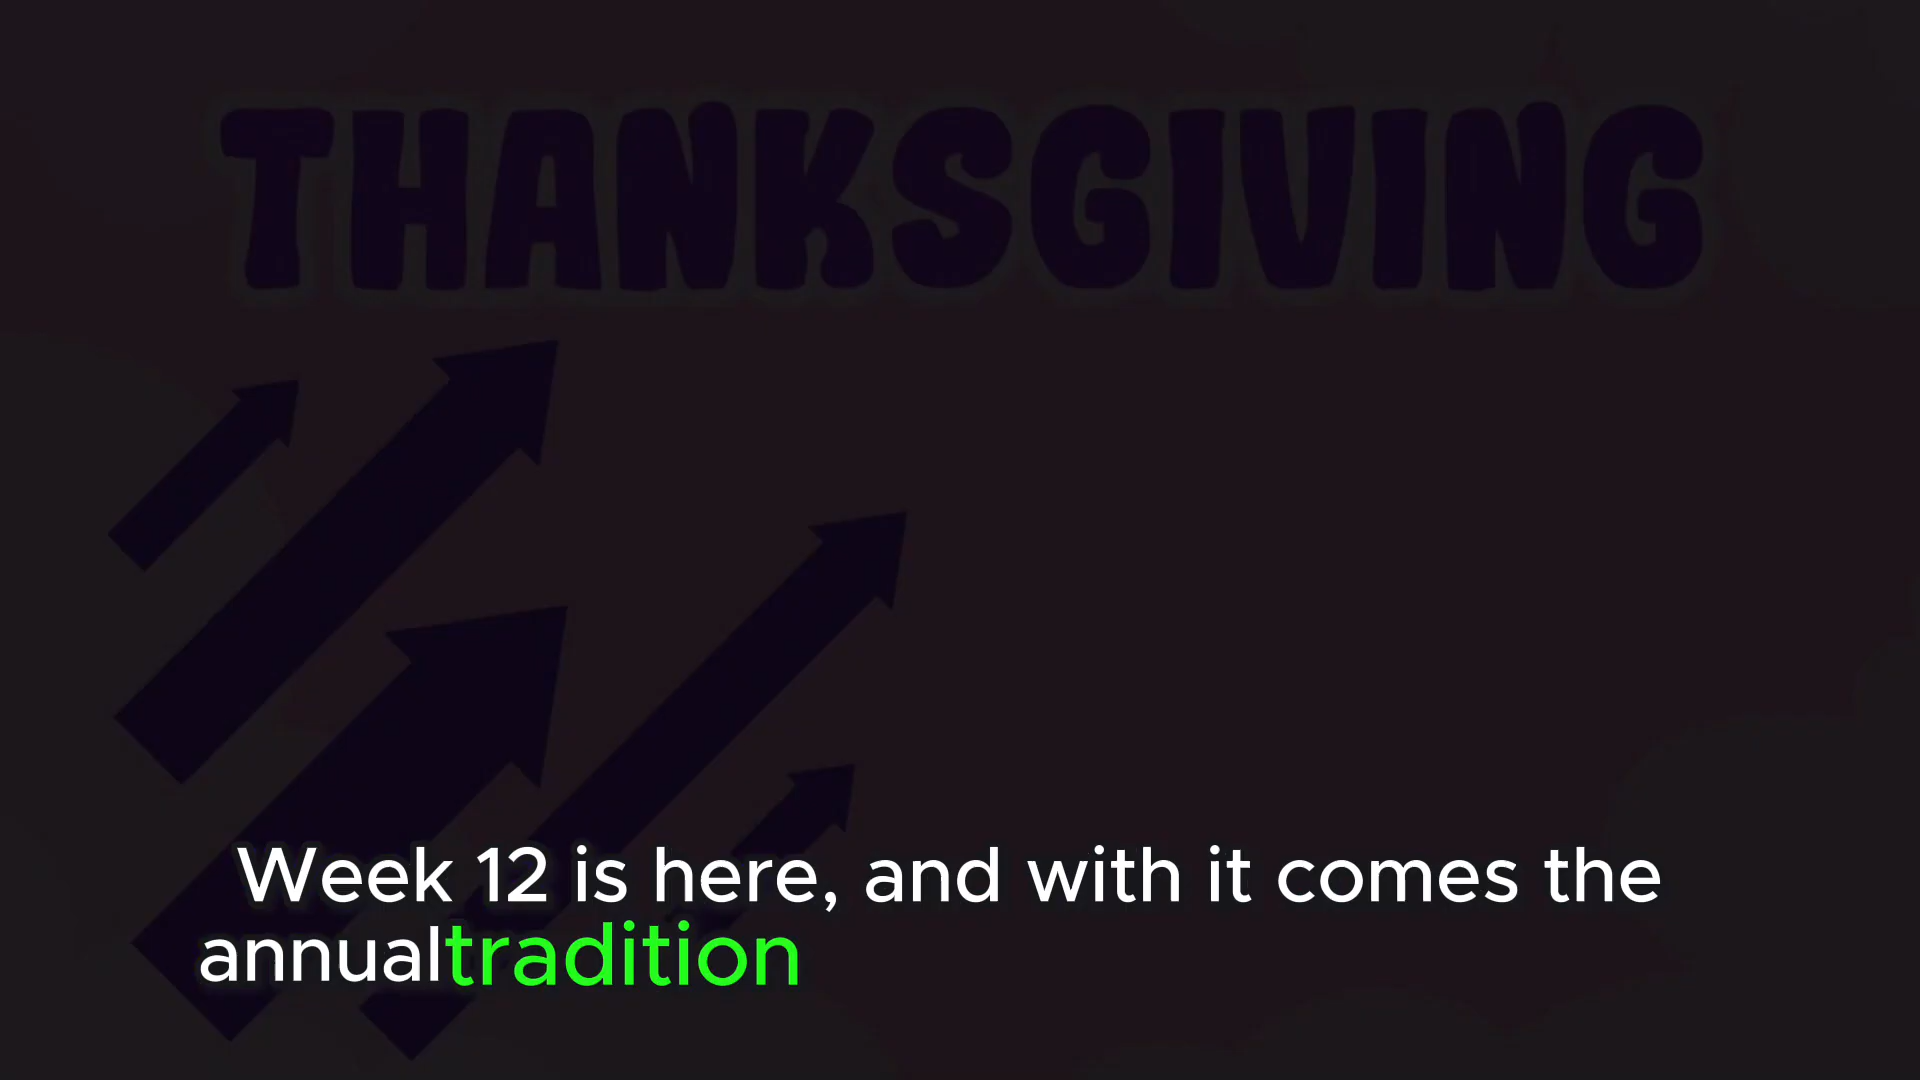 THANKSGIVING
Week 12 is here, and with it comes the
annualtradition